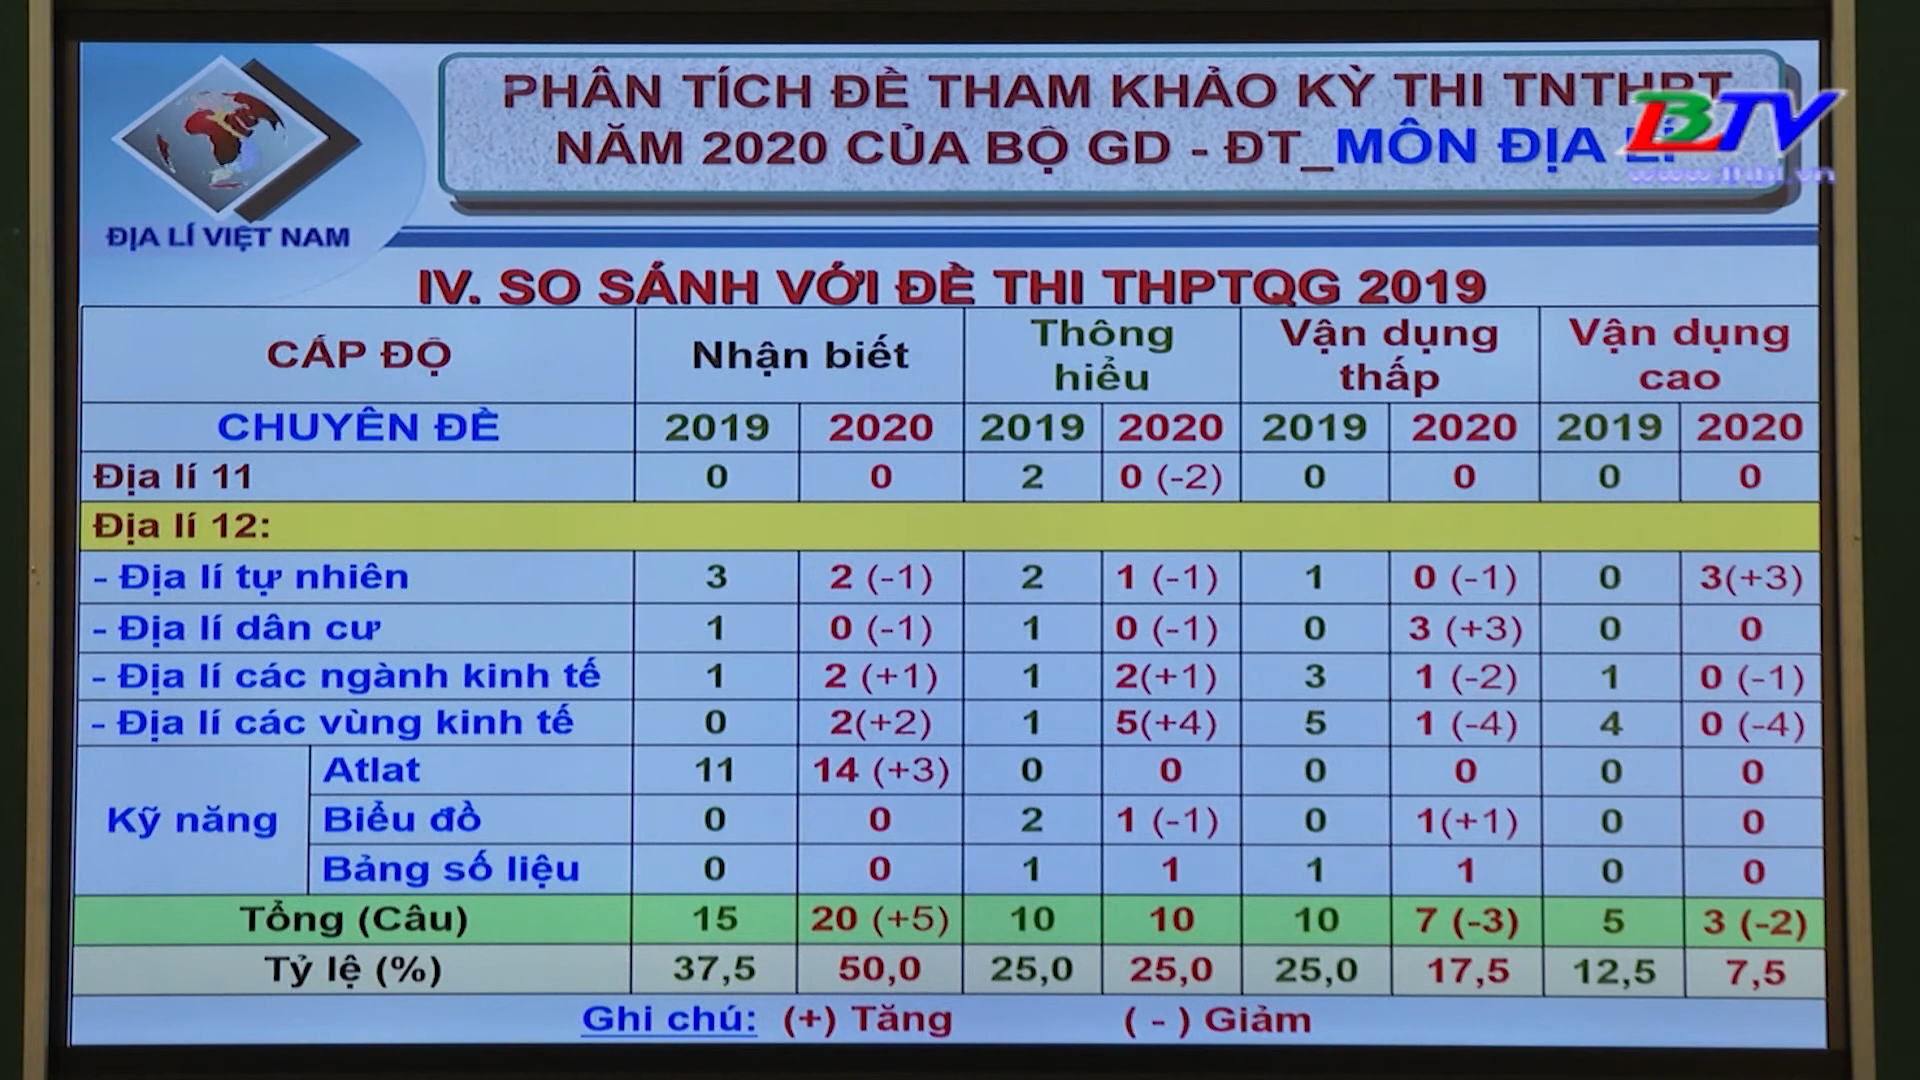 PHÂN TÍCH ĐỀ THAM KHẢO KỲ THI TNTHPT
BTV
NĂM 2020 CỦA BỘ GD - ĐT_MÔN ĐỊA LÍ
ĐỊA LÍ VIỆT NAM
IV. SO SÁNH VỚI ĐỀ THI THPTQG 2019
CẤP ĐỘ Nhận biết Thông hiểu Vận dụng thấp Vận dụng cao
CHUYÊN ĐỀ 2019 2020 2019 2020 2019 2020 2019 2020
Địa lí 11 0 0 2 0 (-2) 0 0 0 0
Địa lí 12:
- Địa lí tự nhiên 3 2 (-1) 2 1 (-1) 1 0 (-1) 0 3(+3)
- Địa lí dân cư 1 0 (-1) 1 0 (-1) 0 3 (+3) 0 0
- Địa lí các ngành kinh tế 1 2 (+1) 1 2(+1) 3 1 (-2) 1 0 (-1)
- Địa lí các vùng kinh tế 0 2(+2) 1 5(+4) 5 1 (-4) 4 0 (-4)
Kỹ năng
Atlat 11 14 (+3) 0 0 0 0 0 0
Biểu đồ 0 0 2 1 (-1) 0 1(+1) 0 0
Bảng số liệu 0 0 1 1 1 1 0 0
Tổng (Câu) 15 20 (+5) 10 10 10 7 (-3) 5 3 (-2)
Tỷ lệ (%) 37,5 50,0 25,0 25,0 25,0 17,5 12,5 7,5
Ghi chú: (+) Tăng ( - ) Giảm